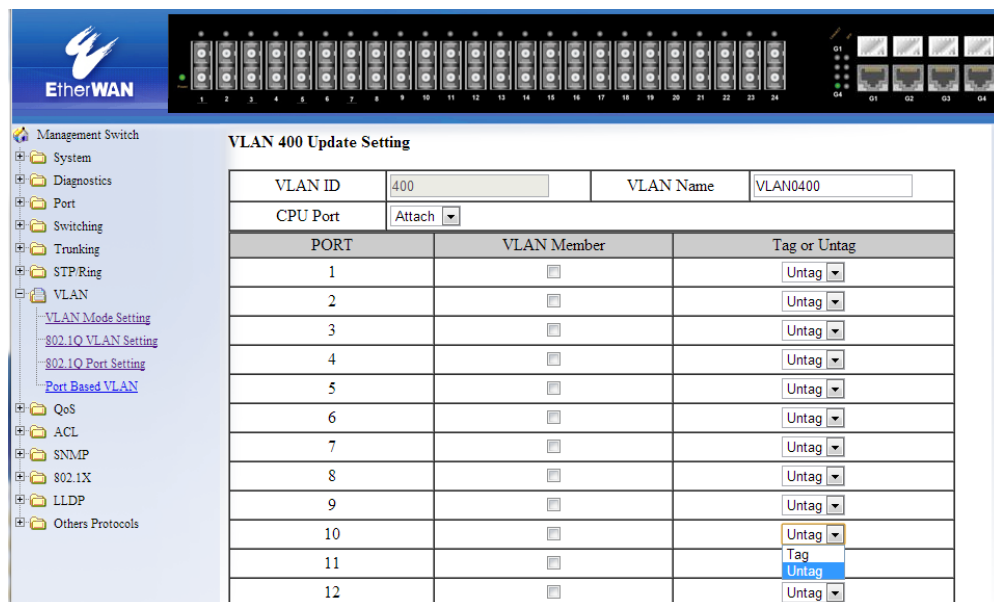 EtherWAN
1 2 3 4 5 6 7 8 9 10 11 12 13 14 15 16 17 18 19 20 21 22 23 24
G1
G4
G1 G2 G3 G4
Management Switch
System
Diagnostics
Port
Switching
Trunking
STP/Ring
VLAN
VLAN Mode Setting
802.1Q VLAN Setting
802.1Q Port Setting
Port Based VLAN
QoS
ACL
SNMP
802.1X
LLDP
Others Protocols
VLAN 400 Update Setting
VLAN ID 400 VLAN Name VLAN0400
CPU Port Attach
PORT VLAN Member Tag or Untag
1 Untag
2 Untag
3 Untag
4 Untag
5 Untag
6 Untag
7 Untag
8 Untag
9 Untag
10 Untag
Tag
11 Untag
12 Untag